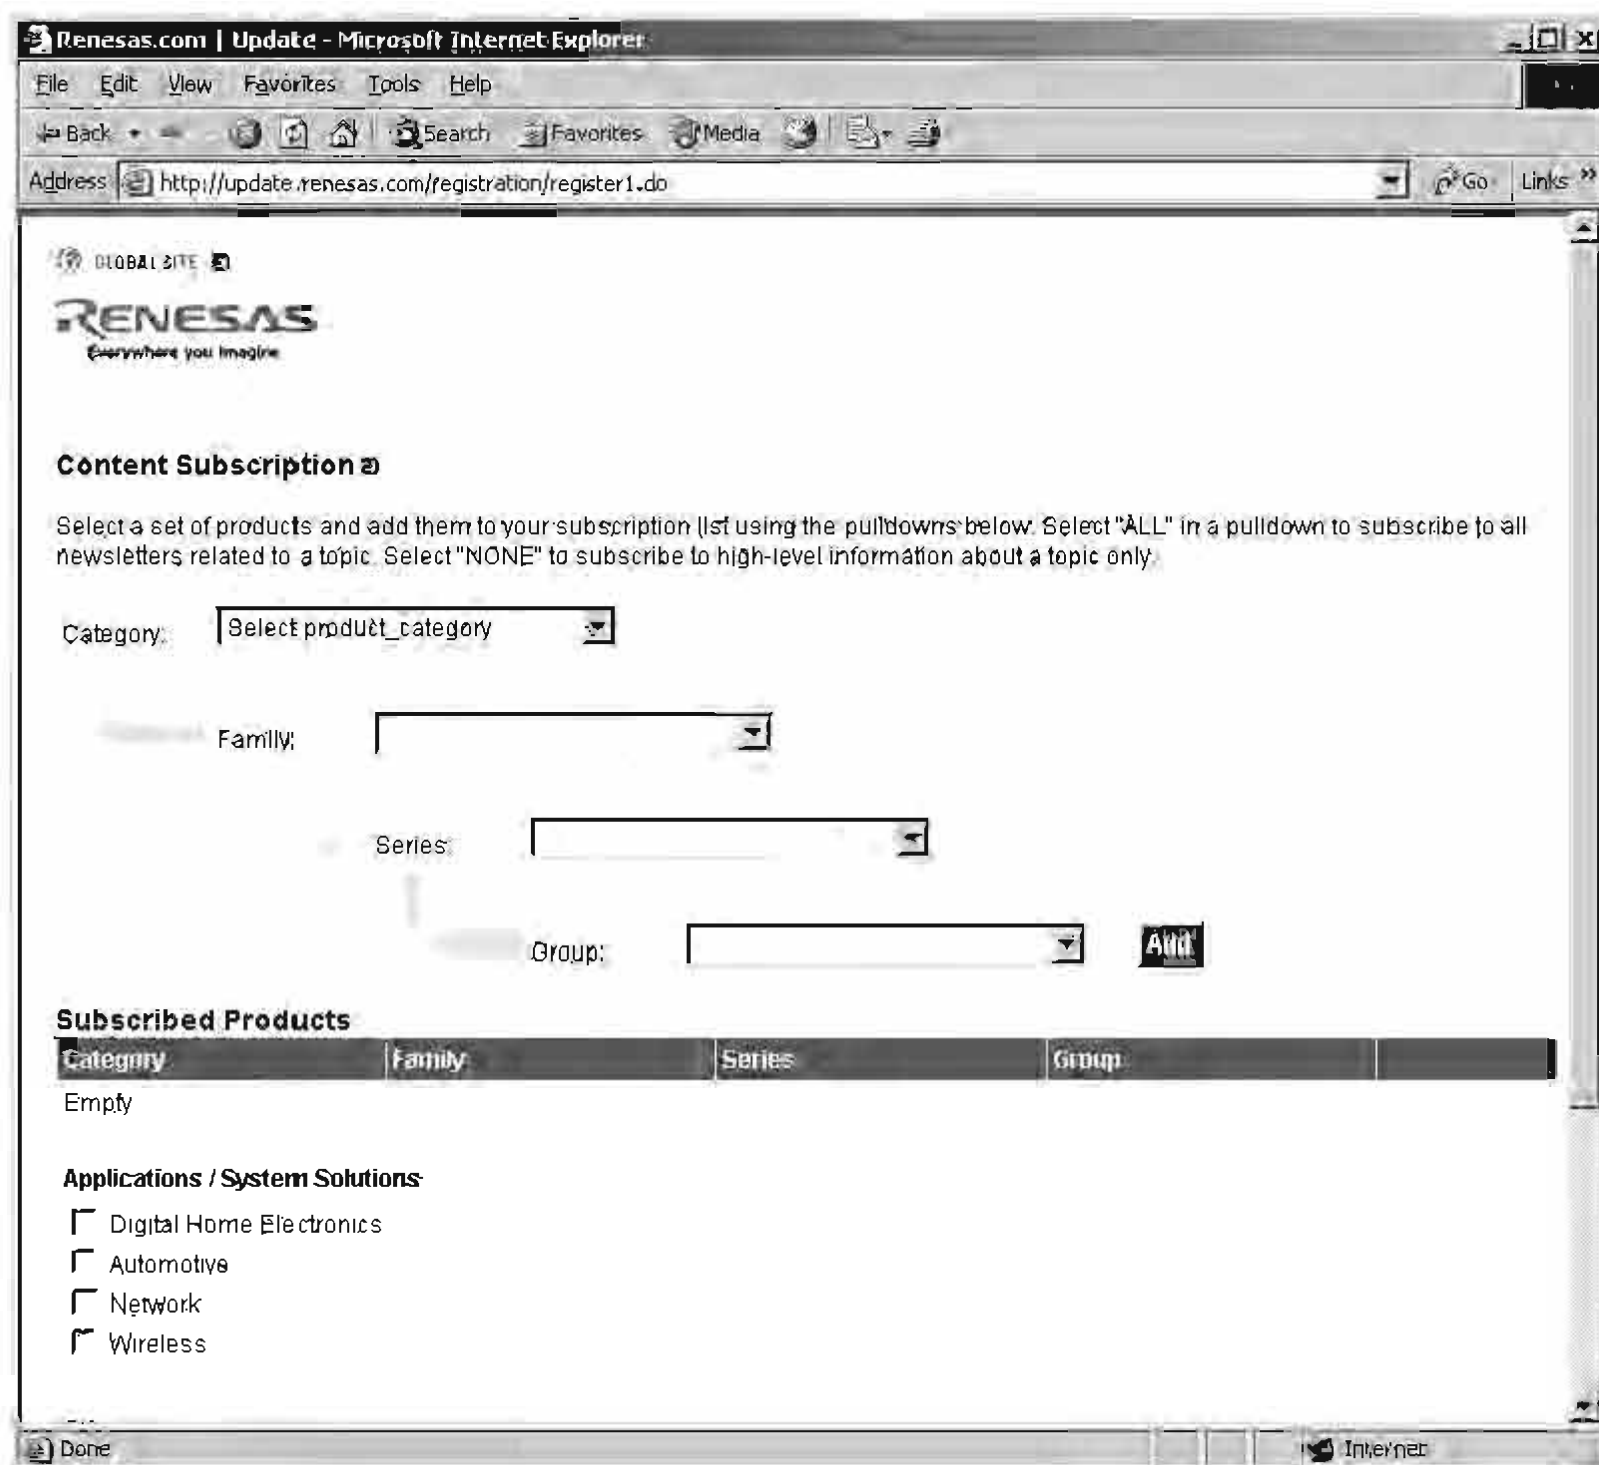 Renesas.com | Update - Microsoft Internet Explorer
File Edit View Favorites Tools Help
Back Search Favorites Media
Address http://update.renesas.com/registration/register1.do Go Links »
GLOBAL SITE
RENESAS
Everywhere you imagine
Content Subscription
Select a set of products and add them to your subscription list using the pulldowns below. Select "ALL" in a pulldown to subscribe to all
newsletters related to a topic. Select "NONE" to subscribe to high-level information about a topic only.
Category: Select product_category
Family:
Series:
Group: Add
Subscribed Products
Category Family Series Group
Empty
Applications / System Solutions
Digital Home Electronics
Automotive
Network
Wireless
Done Internet